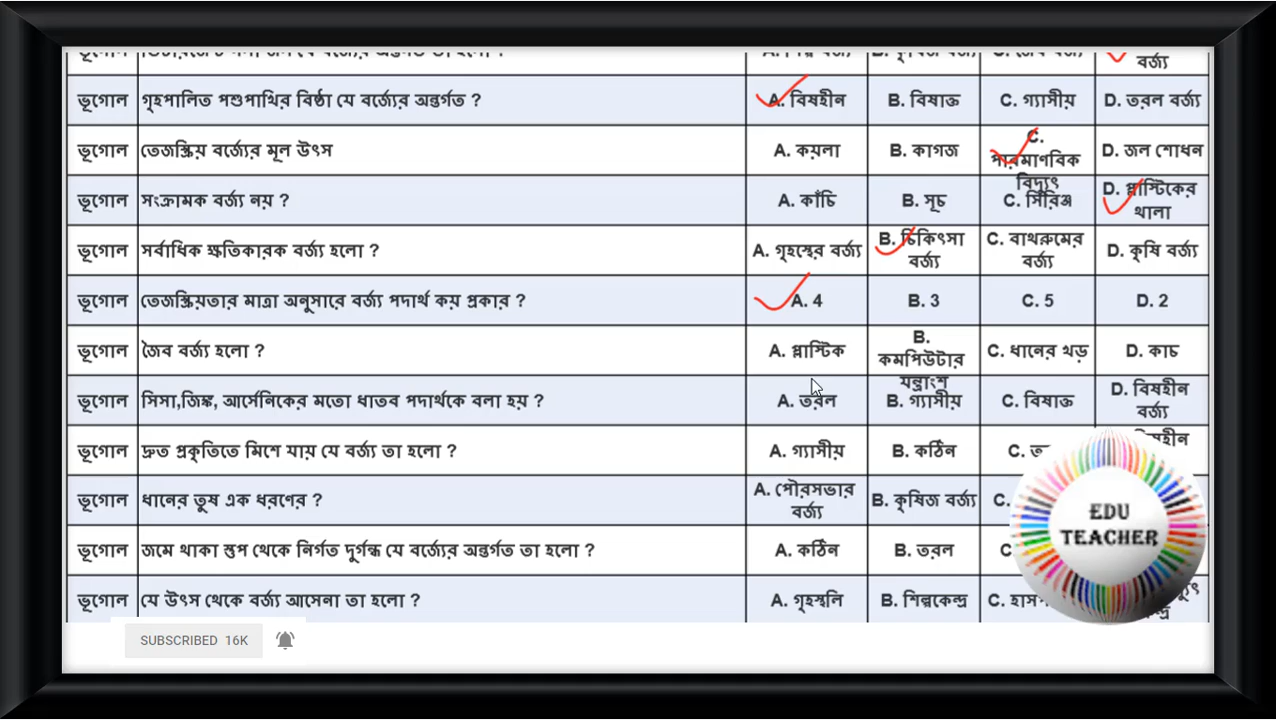 ভূগোল গৃহপালিত পশুপাখির বিষ্ঠা যে বর্জ্যের অন্তর্গত ? A. বিষহীন B. বিষাক্ত C. গ্যাসীয় D. তরল বর্জ্য
বর্জ্য
ভূগোল তেজস্ক্রিয় বর্জ্যের মূল উৎস A. কয়লা B. কাগজ C. পারমাণবিক বিদ্যুৎ D. জল শোধন
ভূগোল সংক্রামক বর্জ্য নয় ? A. কাঁচি B. সূচ C. সিরিঞ্জ D. প্লাস্টিকের থালা
ভূগোল সর্বাধিক ক্ষতিকারক বর্জ্য হলো ? A. গৃহস্থের বর্জ্য B. চিকিৎসা বর্জ্য C. বাথরুমের বর্জ্য D. কৃষি বর্জ্য
ভূগোল তেজস্ক্রিয়তার মাত্রা অনুসারে বর্জ্য পদার্থ কয় প্রকার ? A. 4 B. 3 C. 5 D. 2
ভূগোল জৈব বর্জ্য হলো ? A. প্লাস্টিক B. কমপিউটার যন্ত্রাংশ C. ধানের খড় D. কাচ
ভূগোল সিসা,জিঙ্ক, আর্সেনিকের মতো ধাতব পদার্থকে বলা হয় ? A. তরল B. গ্যাসীয় C. বিষাক্ত D. বিষহীন বর্জ্য
ভূগোল দ্রুত প্রকৃতিতে মিশে যায় যে বর্জ্য তা হলো ? A. গ্যাসীয় B. কঠিন C.
ভূগোল ধানের তুষ এক ধরণের ? A. পৌরসভার বর্জ্য B. কৃষিজ বর্জ্য C.
ভূগোল জমে থাকা স্তুপ থেকে নির্গত দুর্গন্ধ যে বর্জ্যের অন্তর্গত তা হলো ? A. কঠিন B. তরল C
ভূগোল যে উৎস থেকে বর্জ্য আসেনা তা হলো ? A. গৃহস্থলি B. শিল্পকেন্দ্র C.
EDU
TEACHER
SUBSCRIBED 16K